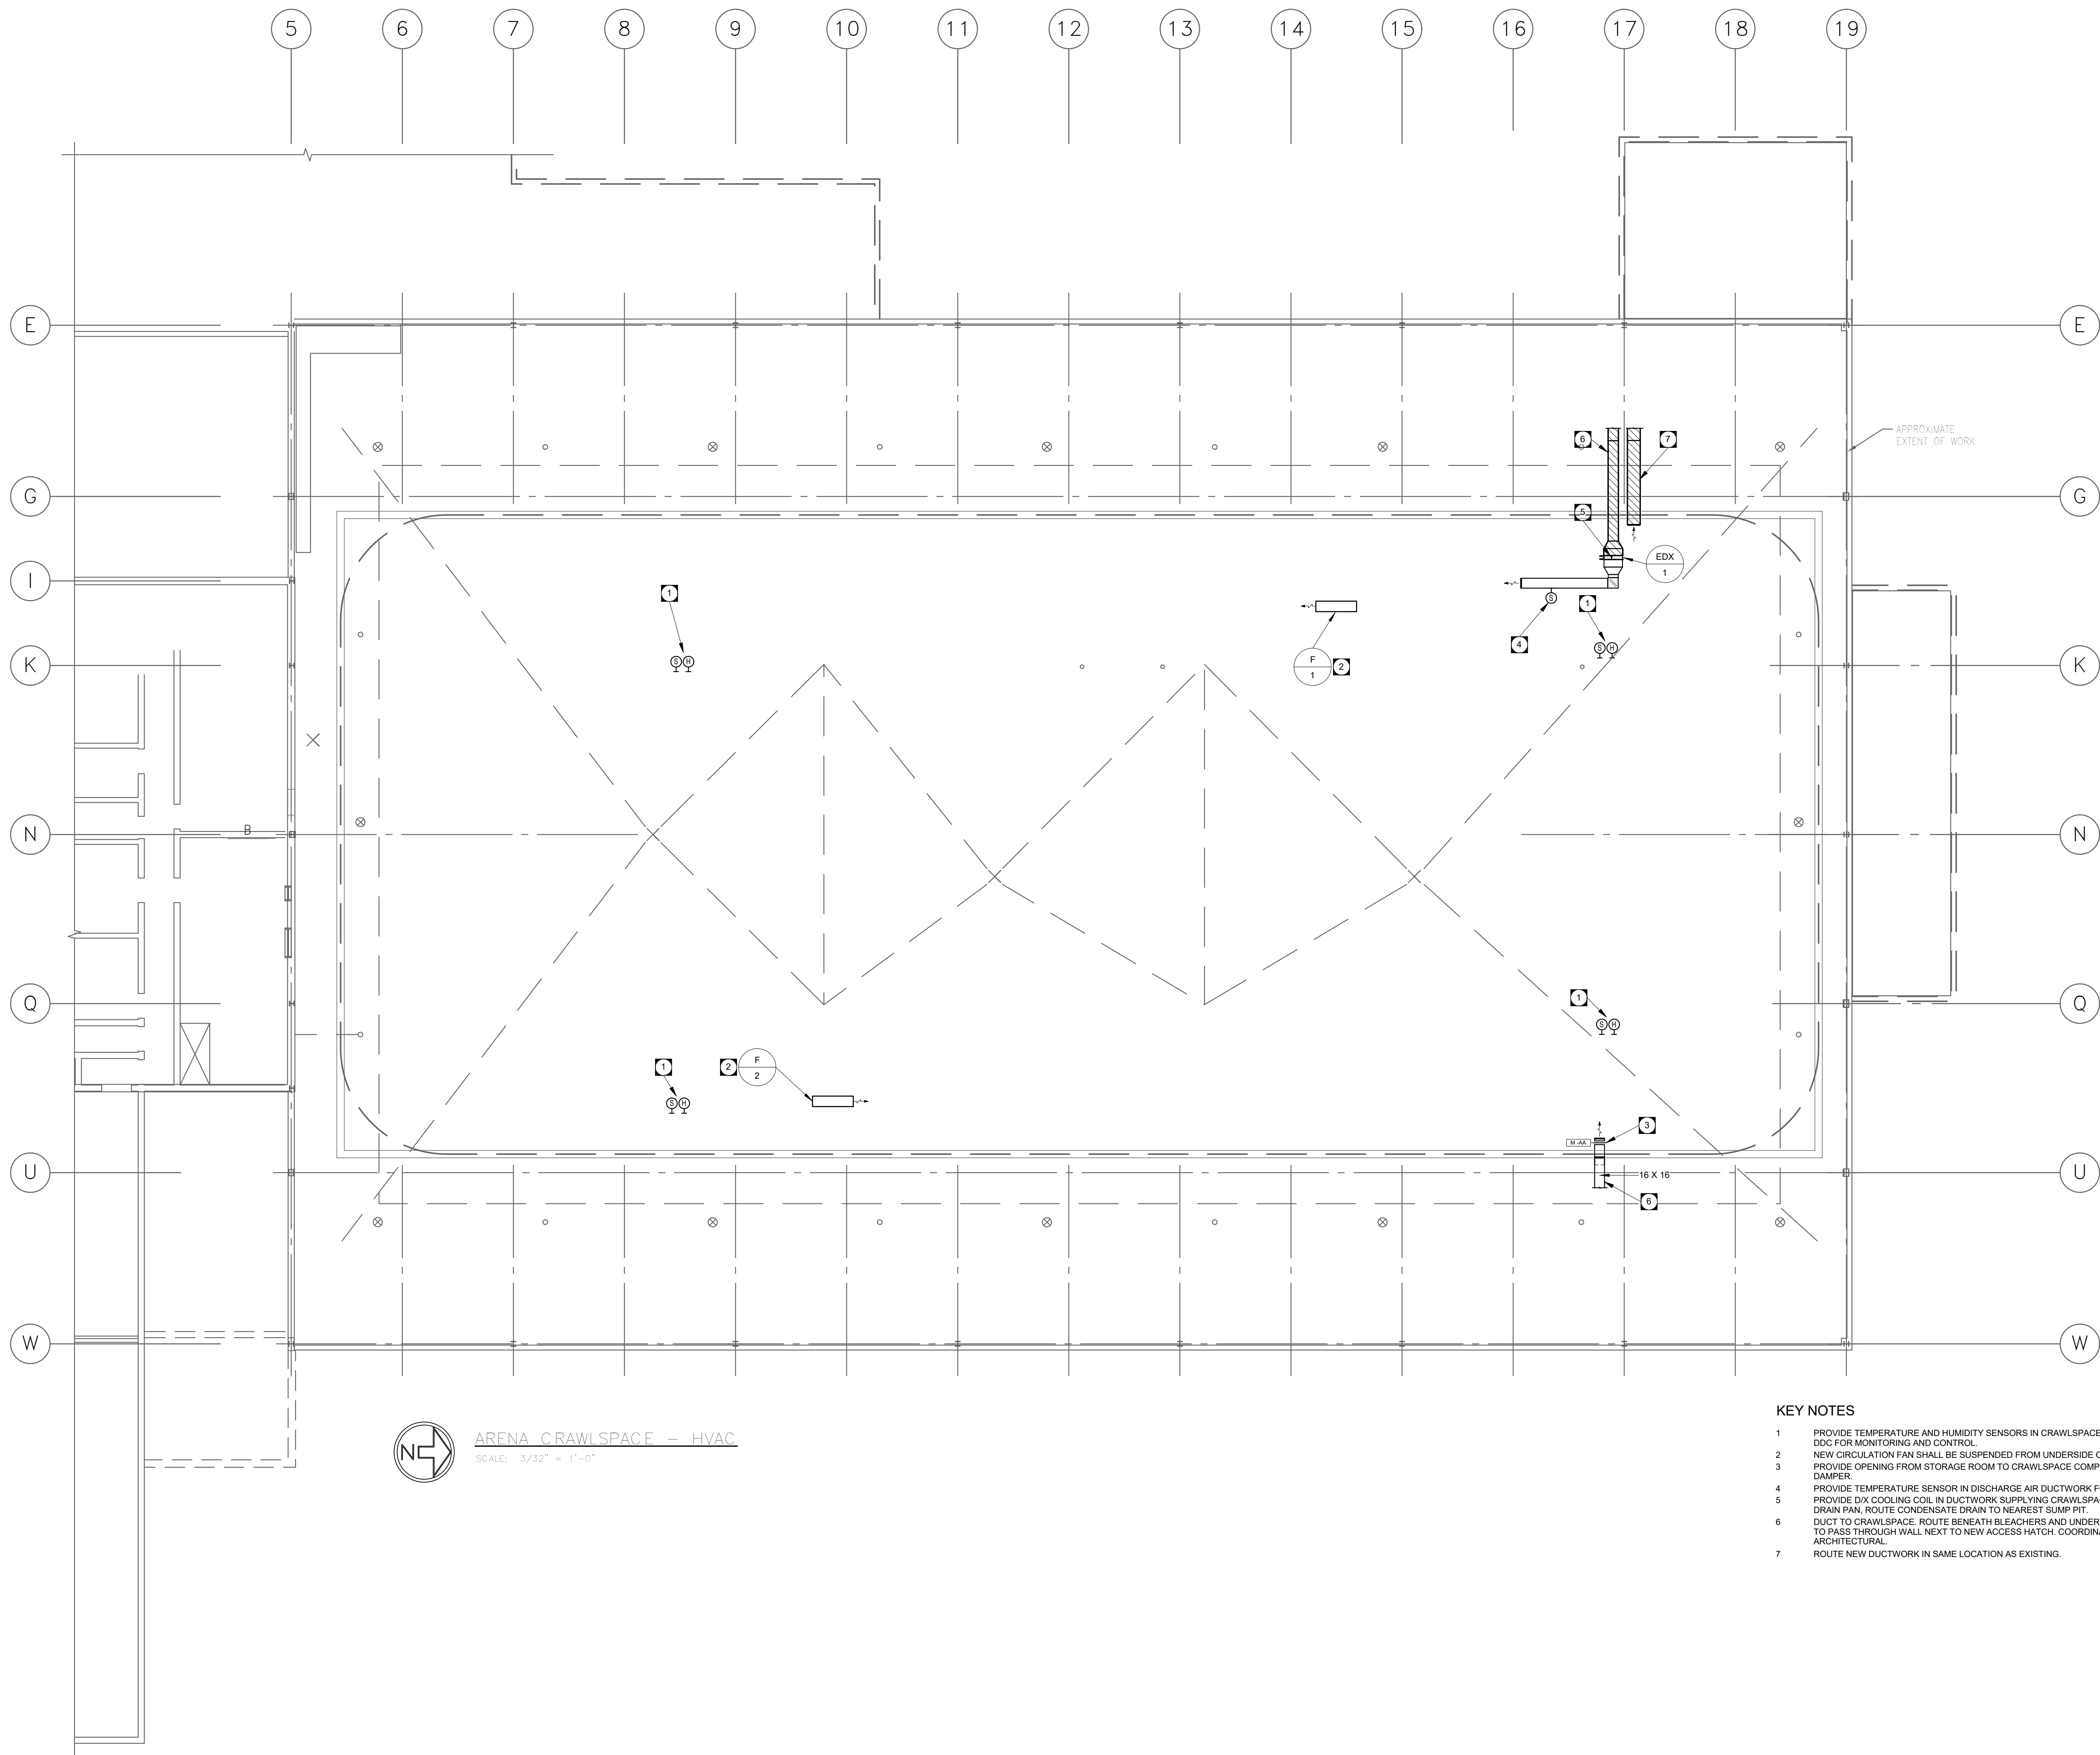 5 6 7 8 9 10 11 12 13 14 15 16 17 18 19
E E
6 7
APPROXIMATE
EXTENT OF WORK
G G
5
EDX
1
I
1
S
1
F
1
2
4
S H
S H
K K
B
N N
1
Q Q
S H
1
2
F
2
S H
3
M -AA
U U
16 X 16
6
W W
N
ARENA CRAWLSPACE – HVAC
SCALE: 3/32" = 1'-0"
KEY NOTES
1 PROVIDE TEMPERATURE AND HUMIDITY SENSORS IN CRAWLSPACE
DDC FOR MONITORING AND CONTROL.
2 NEW CIRCULATION FAN SHALL BE SUSPENDED FROM UNDERSIDE
3 PROVIDE OPENING FROM STORAGE ROOM TO CRAWLSPACE
DAMPER.
4 PROVIDE TEMPERATURE SENSOR IN DISCHARGE AIR DUCTWORK
5 PROVIDE D/X COOLING COIL IN DUCTWORK SUPPLYING
DRAIN PAN, ROUTE CONDENSATE DRAIN TO NEAREST SUMP PIT.
6 DUCT TO CRAWLSPACE. ROUTE BENEATH BLEACHERS AND
TO PASS THROUGH WALL NEXT TO NEW ACCESS HATCH.
ARCHITECTURAL.
7 ROUTE NEW DUCTWORK IN SAME LOCATION AS EXISTING.